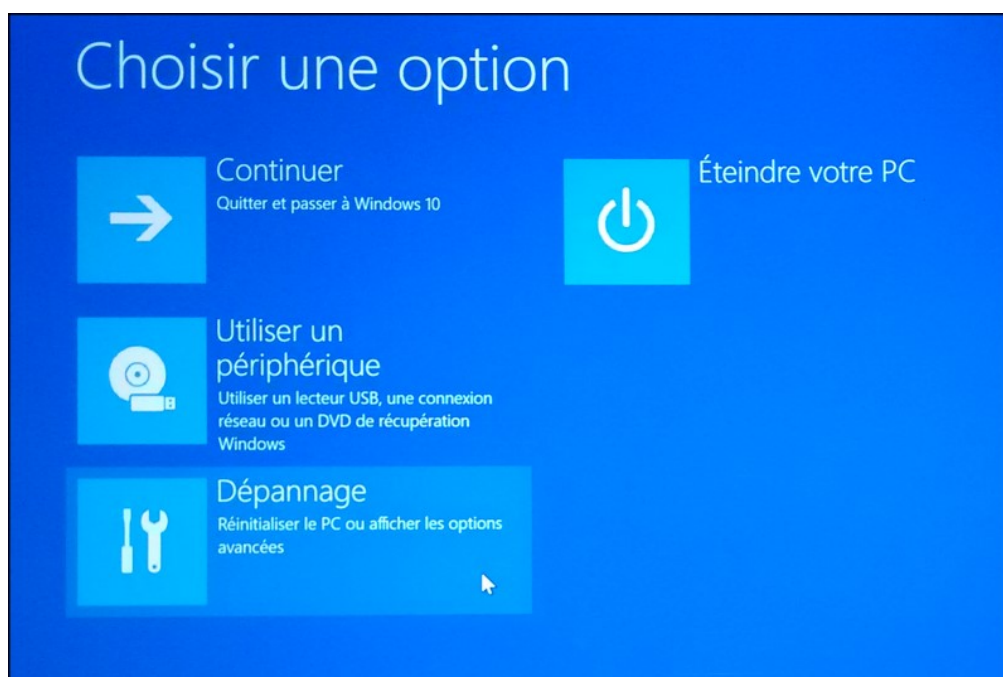 Choisir une option
Continuer
Quitter et passer à Windows 10
Éteindre votre PC
Utiliser un
périphérique
Utiliser un lecteur USB, une connexion
réseau ou un DVD de récupération
Windows
Dépannage
Réinitialiser le PC ou afficher les options
avancées